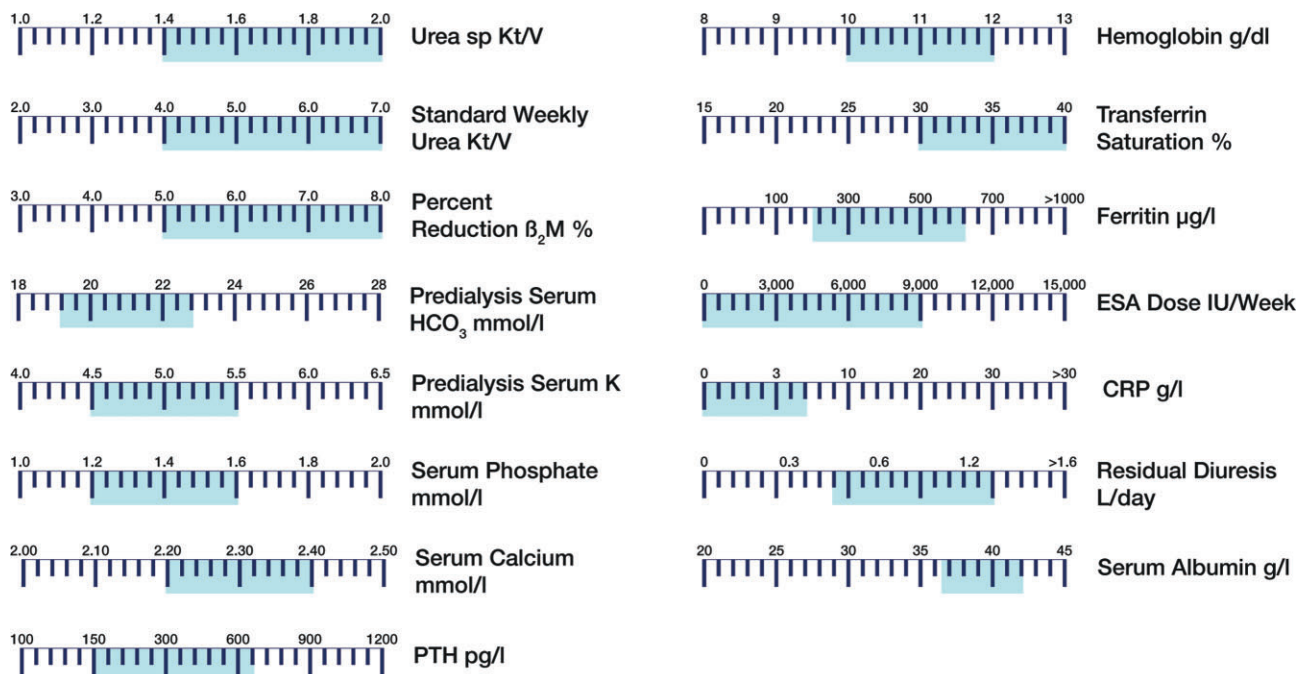 1.0 1.2 1.4 1.6 1.8 2.0
Urea sp Kt/V
2.0 3.0 4.0 5.0 6.0 7.0
Standard Weekly
Urea Kt/V
3.0 4.0 5.0 6.0 7.0 8.0
Percent
Reduction ß₂M %
18 20 22 24 26 28
Predialysis Serum
HCO₃ mmol/l
4.0 4.5 5.0 5.5 6.0 6.5
Predialysis Serum K
mmol/l
1.0 1.2 1.4 1.6 1.8 2.0
Serum Phosphate
mmol/l
2.00 2.10 2.20 2.30 2.40 2.50
Serum Calcium
mmol/l
100 150 300 600 900 1200
PTH pg/l
8 9 10 11 12 13
Hemoglobin g/dl
15 20 25 30 35 40
Transferrin
Saturation %
100 300 500 700 >1000
Ferritin µg/l
0 3,000 6,000 9,000 12,000 15,000
ESA Dose IU/Week
0 3 10 20 30 >30
CRP g/l
0 0.3 0.6 1.2 >1.6
Residual Diuresis
L/day
20 25 30 35 40 45
Serum Albumin g/l